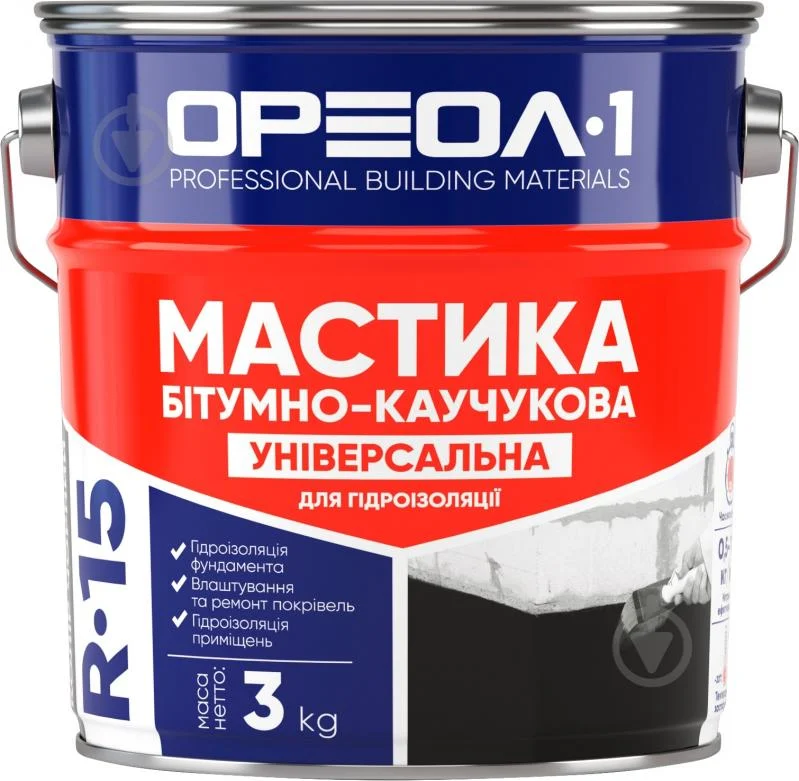 ОРЕОЛ·1
PROFESSIONAL BUILDING MATERIALS
МАСТИКА
БІТУМНО-КАУЧУКОВА
УНІВЕРСАЛЬНА
ДЛЯ ГІДРОІЗОЛЯЦІЇ
R·15
Гідроізоляція
фундамента
Влаштування
та ремонт покрівель
Гідроізоляція
приміщень
маса
нетто:
3 kg